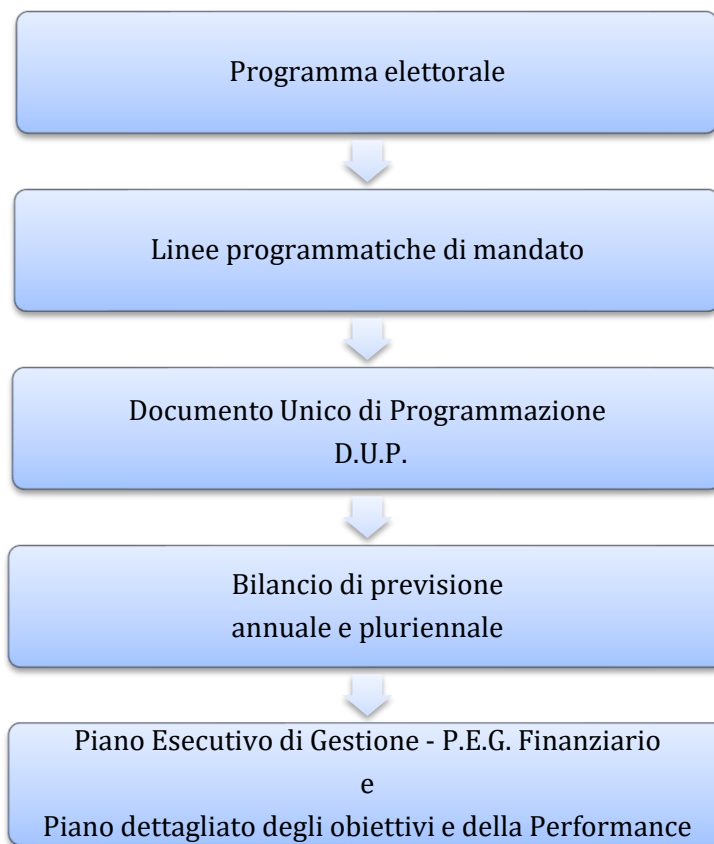 Programma elettorale
Linee programmatiche di mandato
Documento Unico di Programmazione
D.U.P.
Bilancio di previsione
annuale e pluriennale
Piano Esecutivo di Gestione - P.E.G. Finanziario
e
Piano dettagliato degli obiettivi e della Performance